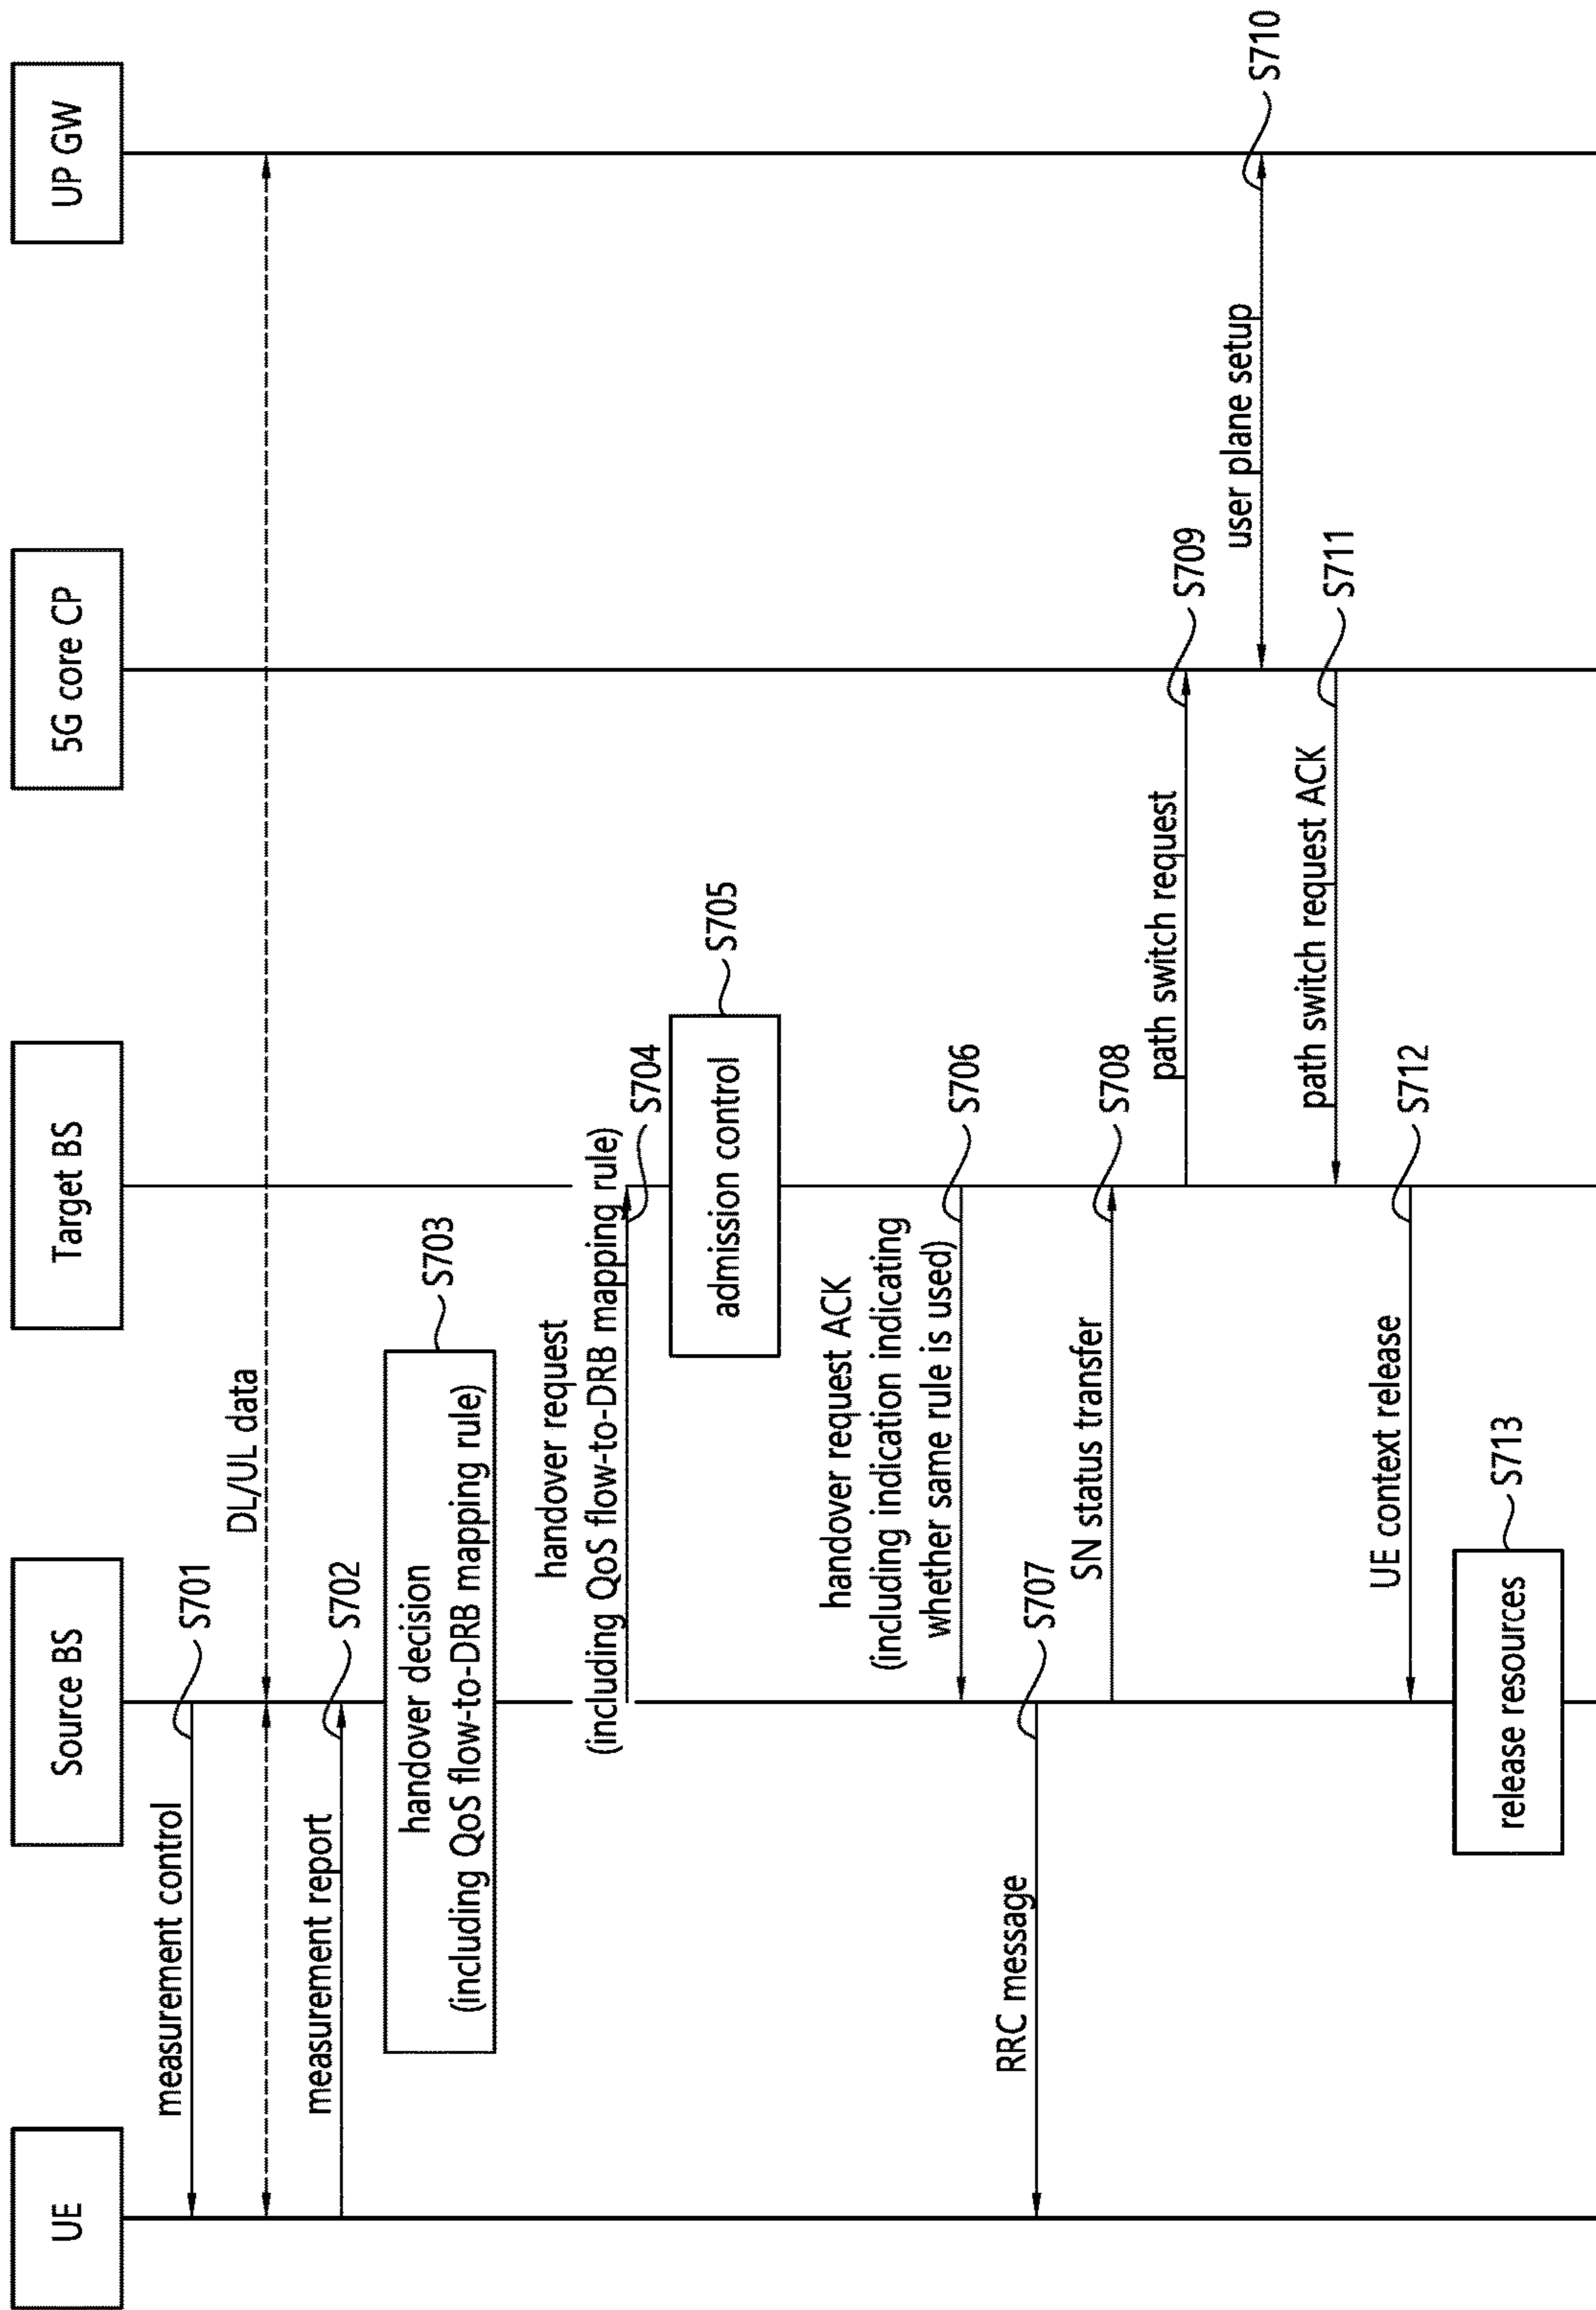 UE
Source BS
Target BS
5G core CP
UP GW
measurement control
S701
DL/UL data
measurement report
S702
handover decision
(including QoS flow-to-DRB mapping rule)
S703
handover request
(including QoS flow-to-DRB mapping rule)
S704
admission control
S705
handover request ACK
(including indication indicating
whether same rule is used)
S706
RRC message
S707
SN status transfer
S708
path switch request
S709
user plane setup
S710
path switch request ACK
S711
UE context release
S712
release resources
S713